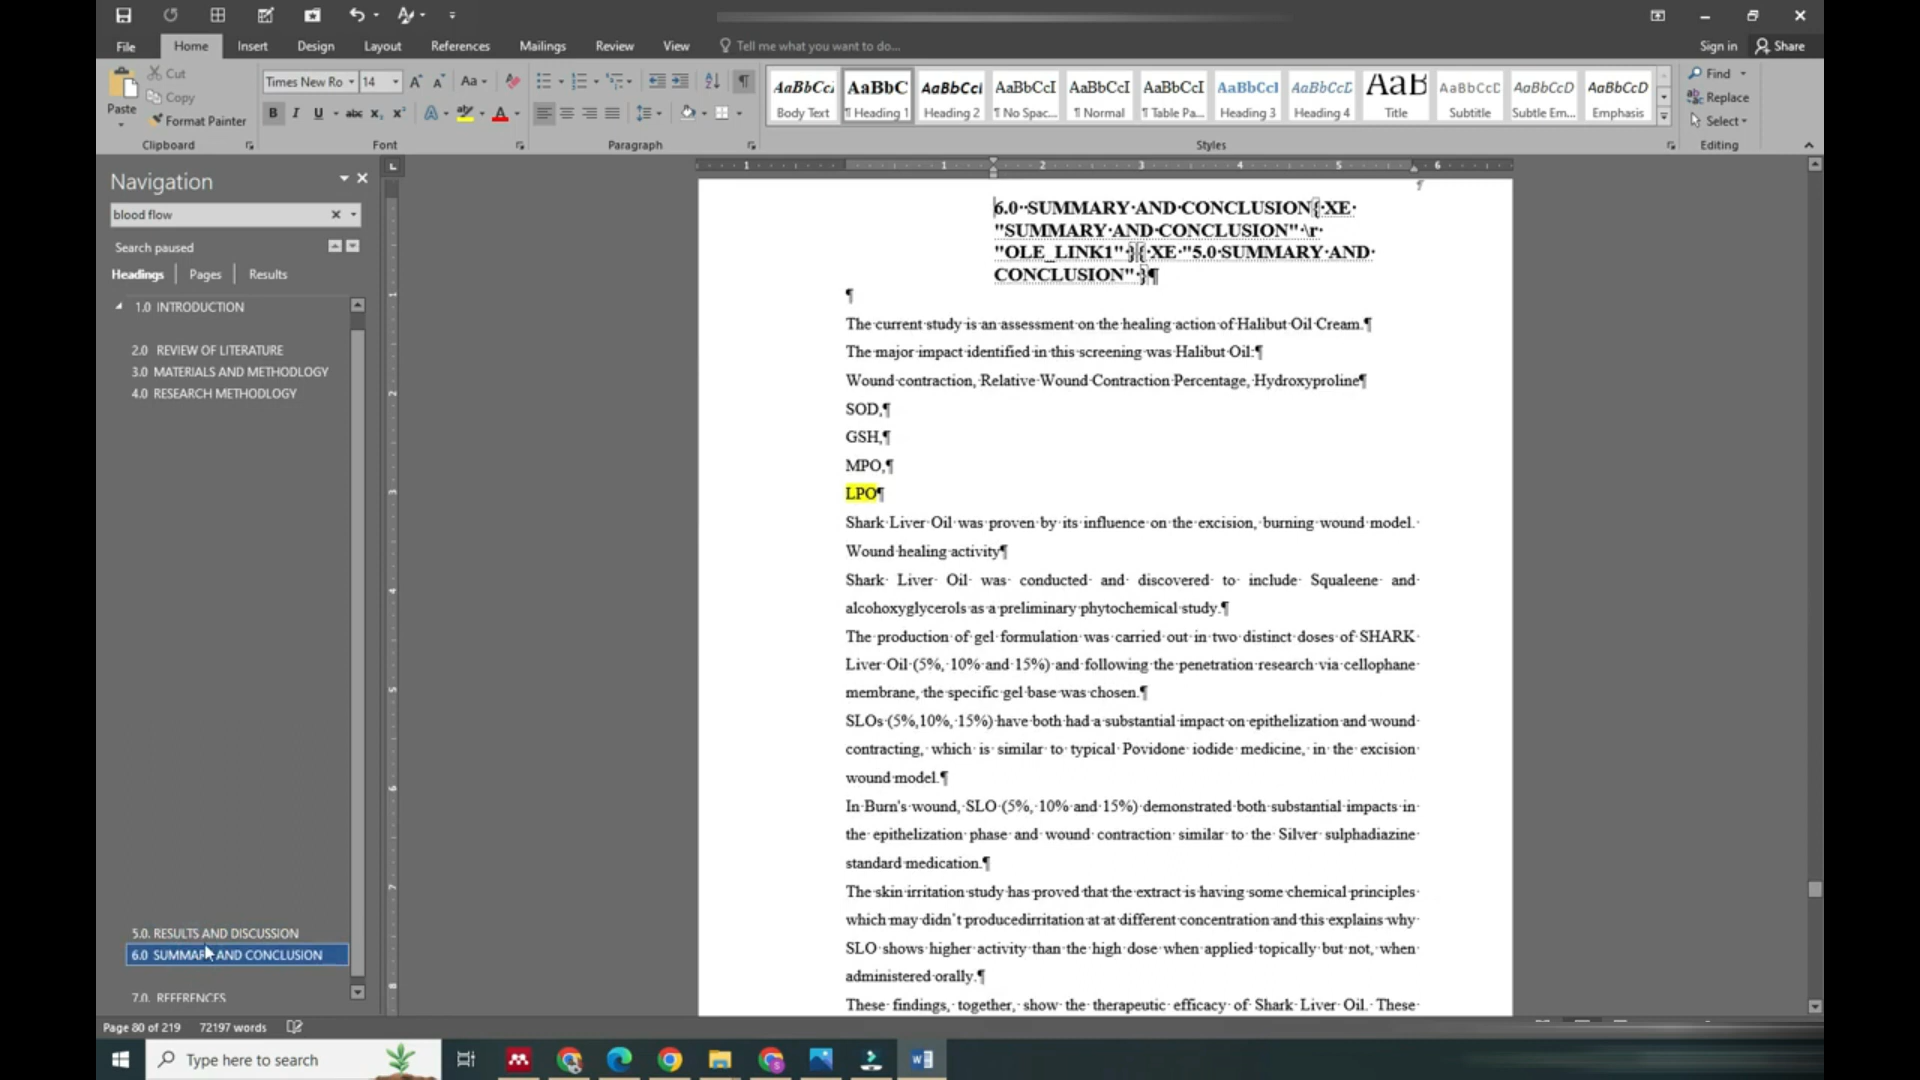 File Home Insert Design Layout References Mailings Review View Tell me what you want to do... Sign in Share
Paste Cut Copy Format Painter
Times New Ro 14 Aa
B I U abc X₂ X² A
AaBbCcI Body Text AaBbC ¶ Heading 1 AaBbCcI Heading 2 AaBbCcI ¶ No Spac... AaBbCcI ¶ Normal AaBbCcI ¶ Table Pa... AaBbCcI Heading 3 AaBbCcD Heading 4 AaB Title AaBbCcD Subtitle AaBbCcD Subtle Em... AaBbCcD Emphasis
Find Replace Select
Clipboard Font Paragraph Styles Editing
Navigation
blood flow
Search paused
Headings Pages Results
1.0 INTRODUCTION
2.0 REVIEW OF LITERATURE
3.0 MATERIALS AND METHODLOGY
4.0 RESEARCH METHODLOGY
5.0. RESULTS AND DISCUSSION
6.0 SUMMARY AND CONCLUSION
7.0. REFERENCES
6.0··SUMMARY·AND·CONCLUSION{·XE·
"SUMMARY·AND·CONCLUSION"·\r·
"OLE_LINK1"·}{·XE·"5.0·SUMMARY·AND·
CONCLUSION"·}¶
¶
The·current·study·is·an·assessment·on·the·healing·action·of·Halibut·Oil·Cream.¶
The·major·impact·identified·in·this·screening·was·Halibut·Oil:¶
Wound·contraction,·Relative·Wound·Contraction·Percentage,·Hydroxyproline¶
SOD,¶
GSH,¶
MPO,¶
LPO¶
Shark·Liver·Oil·was·proven·by·its·influence·on·the·excision,·burning·wound·model.·
Wound·healing·activity¶
Shark·Liver·Oil·was·conducted·and·discovered·to·include·Squaleene·and·
alcohoxyglycerols·as·a·preliminary·phytochemical·study.¶
The·production·of·gel·formulation·was·carried·out·in·two·distinct·doses·of·SHARK·
Liver·Oil·(5%,·10%·and·15%)·and·following·the·penetration·research·via·cellophane·
membrane,·the·specific·gel·base·was·chosen.¶
SLOs·(5%,10%,·15%)·have·both·had·a·substantial·impact·on·epithelization·and·wound·
contracting,·which·is·similar·to·typical·Povidone·iodide·medicine,·in·the·excision·
wound·model.¶
In·Burn's·wound,·SLO·(5%,·10%·and·15%)·demonstrated·both·substantial·impacts·in·
the·epithelization·phase·and·wound·contraction·similar·to·the·Silver·sulphadiazine·
standard·medication.¶
The·skin·irritation·study·has·proved·that·the·extract·is·having·some·chemical·principles·
which·may·didn't·producedirritation·at·at·different·concentration·and·this·explains·why·
SLO·shows·higher·activity·than·the·high·dose·when·applied·topically·but·not,·when·
administered·orally.¶
These·findings,·together,·show·the·therapeutic·efficacy·of·Shark·Liver·Oil.·These·
Page 80 of 219 72197 words
Type here to search